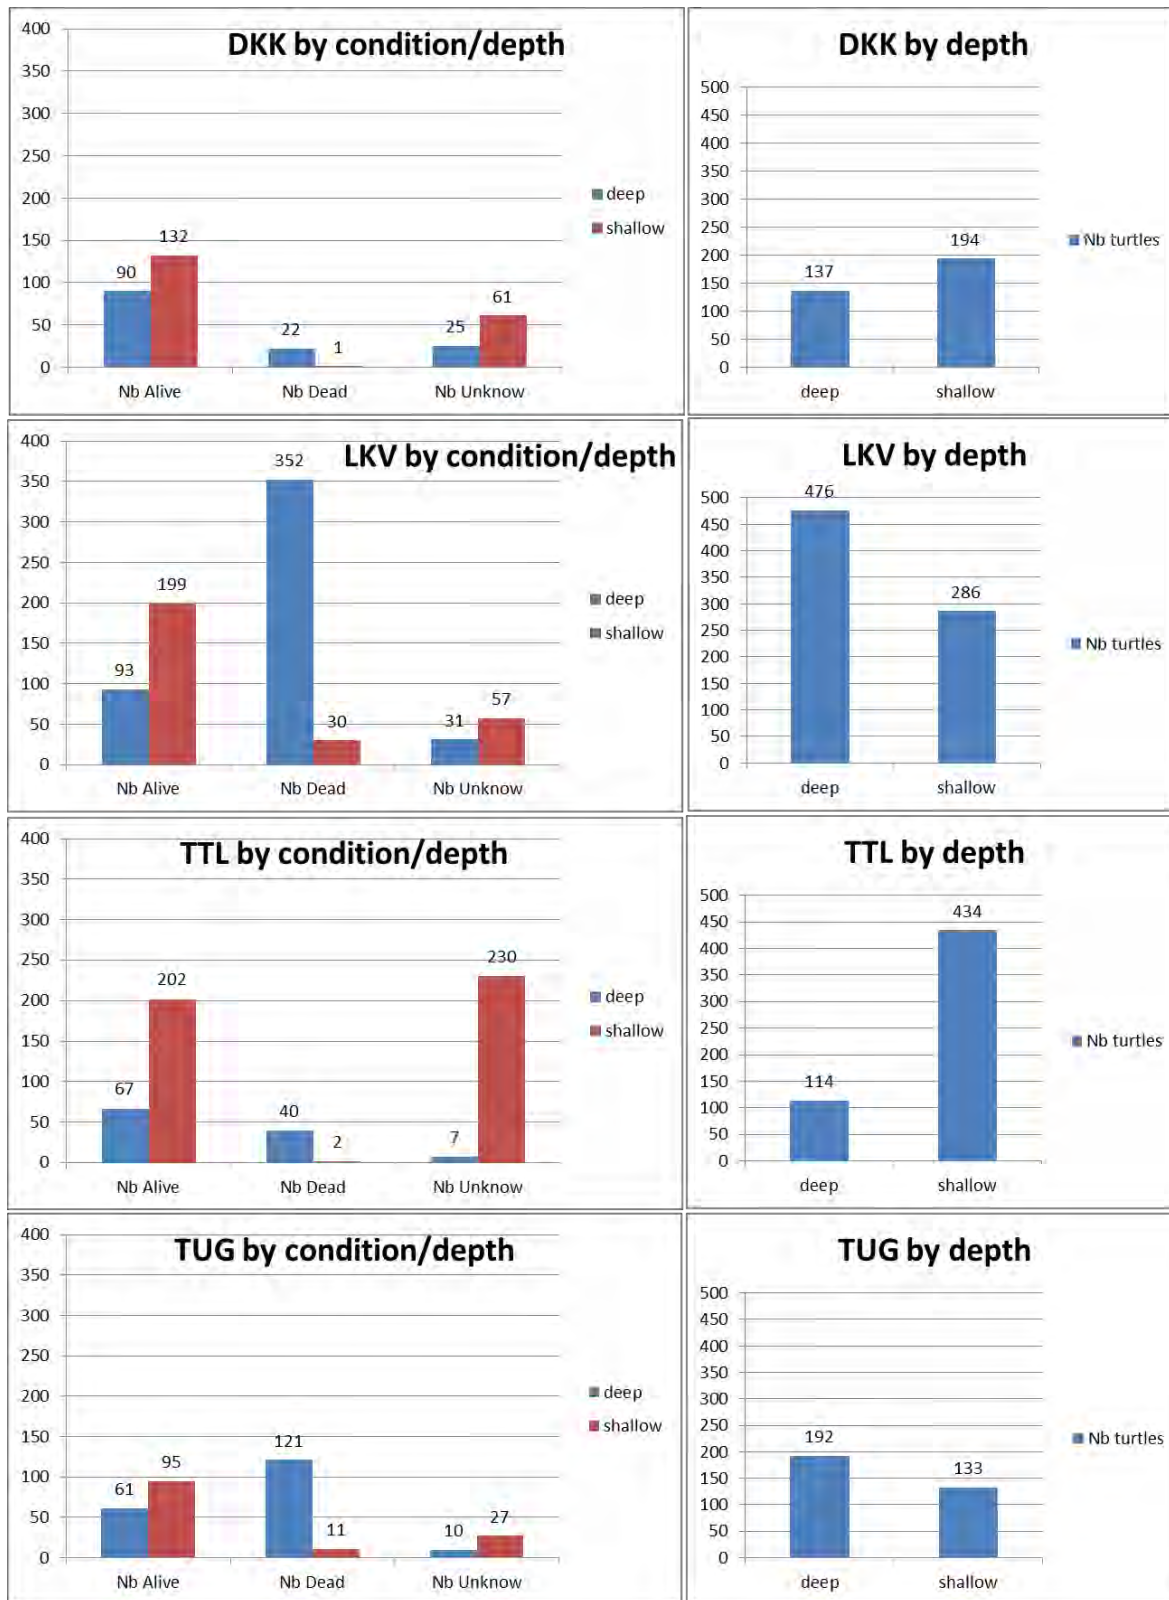 DKK by condition/depth
400
350
300
250
200
150
100
50
0
90
132
22
1
25
61
Nb Alive
Nb Dead
Nb Unknow
deep
shallow
DKK by depth
500
450
400
350
300
250
200
150
100
50
0
137
194
deep
shallow
Nb turtles
LKV by condition/depth
400
350
300
250
200
150
100
50
0
93
199
352
30
31
57
Nb Alive
Nb Dead
Nb Unknow
deep
shallow
LKV by depth
500
450
400
350
300
250
200
150
100
50
0
476
286
deep
shallow
Nb turtles
TTL by condition/depth
400
350
300
250
200
150
100
50
0
67
202
40
2
7
230
Nb Alive
Nb Dead
Nb Unknow
deep
shallow
TTL by depth
500
450
400
350
300
250
200
150
100
50
0
114
434
deep
shallow
Nb turtles
TUG by condition/depth
400
350
300
250
200
150
100
50
0
61
95
121
11
10
27
Nb Alive
Nb Dead
Nb Unknow
deep
shallow
TUG by depth
500
450
400
350
300
250
200
150
100
50
0
192
133
deep
shallow
Nb turtles